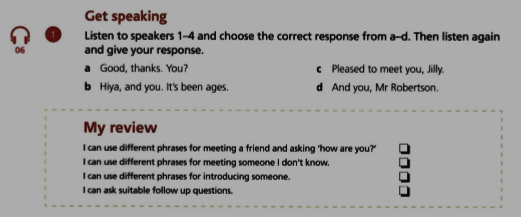 Get speaking
06
1 Listen to speakers 1–4 and choose the correct response from a–d. Then listen again
and give your response.
a Good, thanks. You? c Pleased to meet you, Jilly.
b Hiya, and you. It's been ages. d And you, Mr Robertson.
My review
I can use different phrases for meeting a friend and asking 'how are you?'
I can use different phrases for meeting someone I don't know.
I can use different phrases for introducing someone.
I can ask suitable follow up questions.